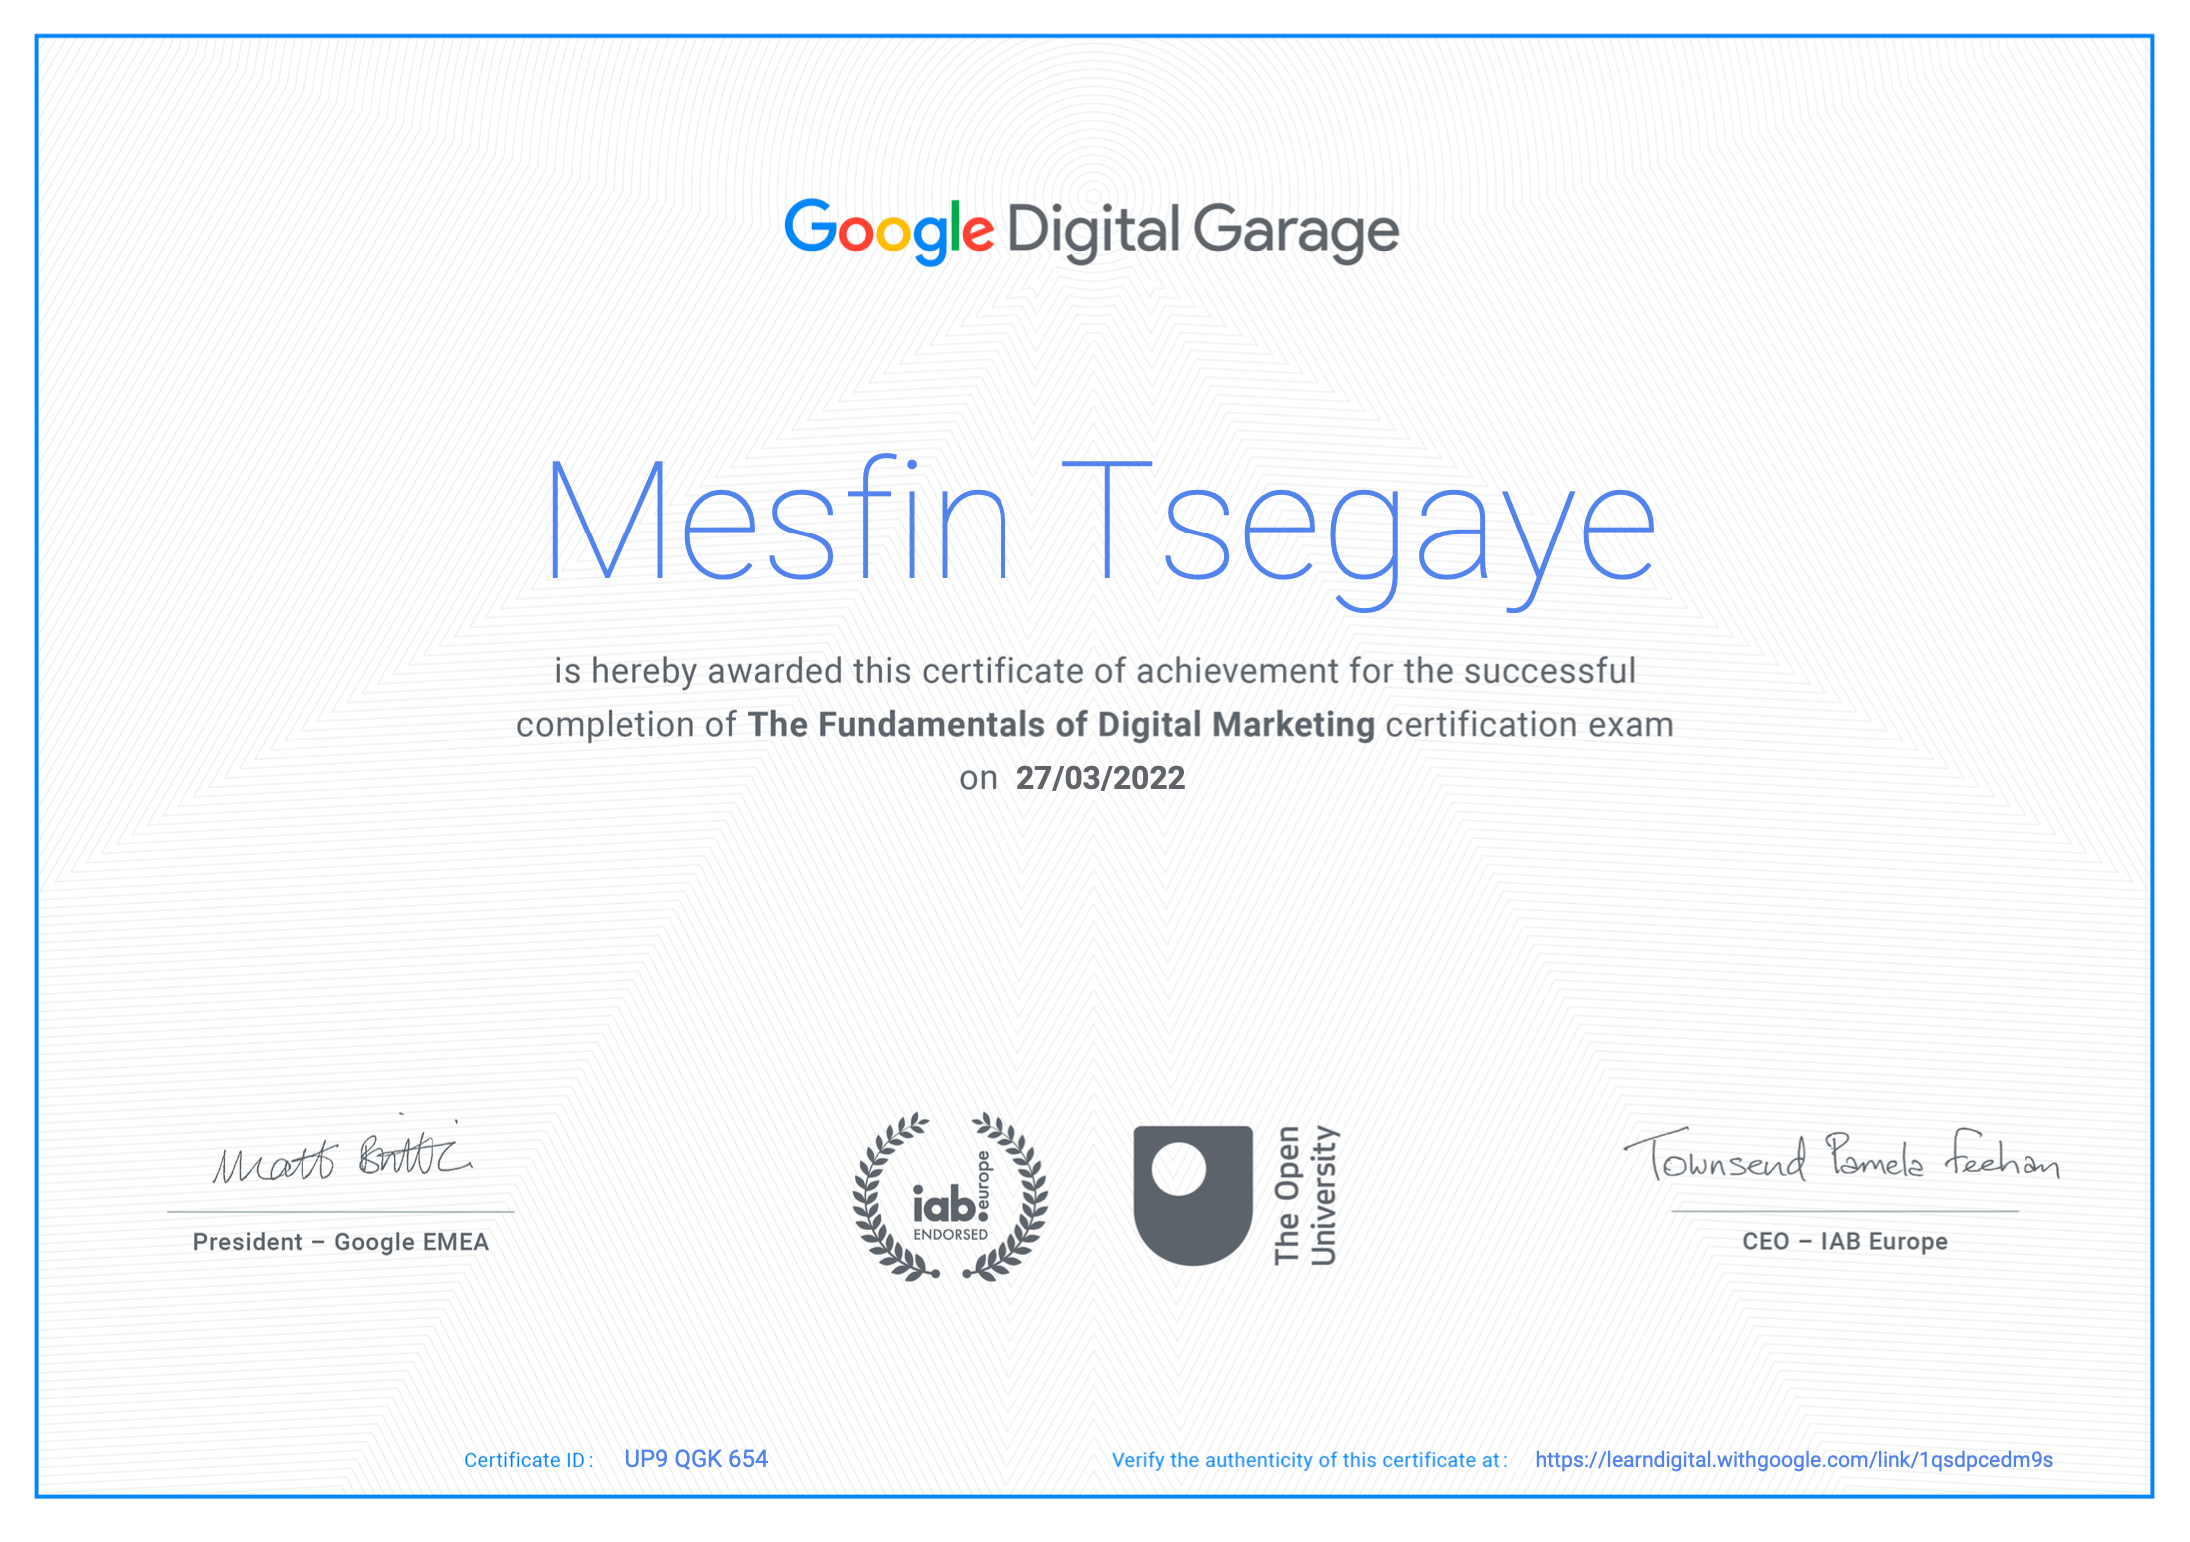 Google Digital Garage
Mesfin Tsegaye
is hereby awarded this certificate of achievement for the successful
completion of The Fundamentals of Digital Marketing certification exam
on 27/03/2022
Matt Brittin
President – Google EMEA
iab europe
ENDORSED
The Open
University
Townsend Pamela Feehan
CEO – IAB Europe
Certificate ID : UP9 QGK 654
Verify the authenticity of this certificate at : https://learndigital.withgoogle.com/link/1qsdpcedm9s